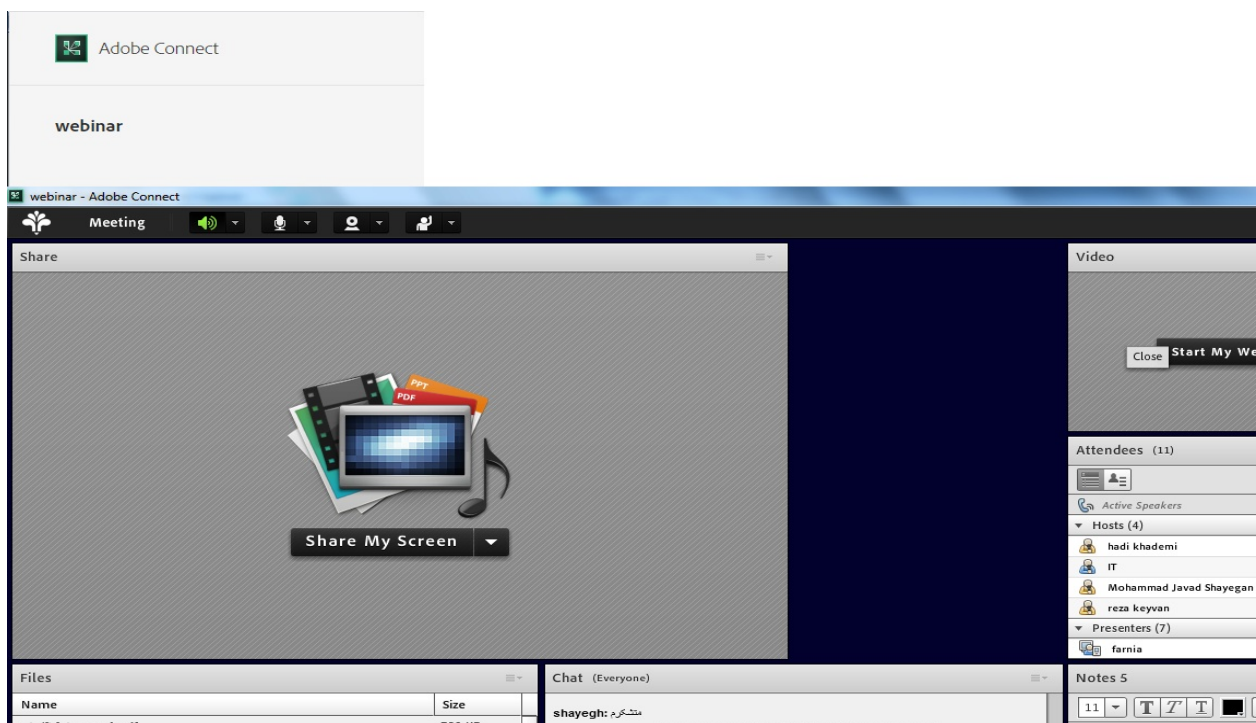 Adobe Connect
webinar
webinar - Adobe Connect
Meeting
Share
Video
PPT
PDF
Share My Screen
Close
Start My We
Attendees (11)
Active Speakers
Hosts (4)
hadi khademi
IT
Mohammad Javad Shayegan
reza keyvan
Presenters (7)
farnia
Files
Name Size
Chat (Everyone)
shayegh: متشکرم
Notes 5
11 T T T